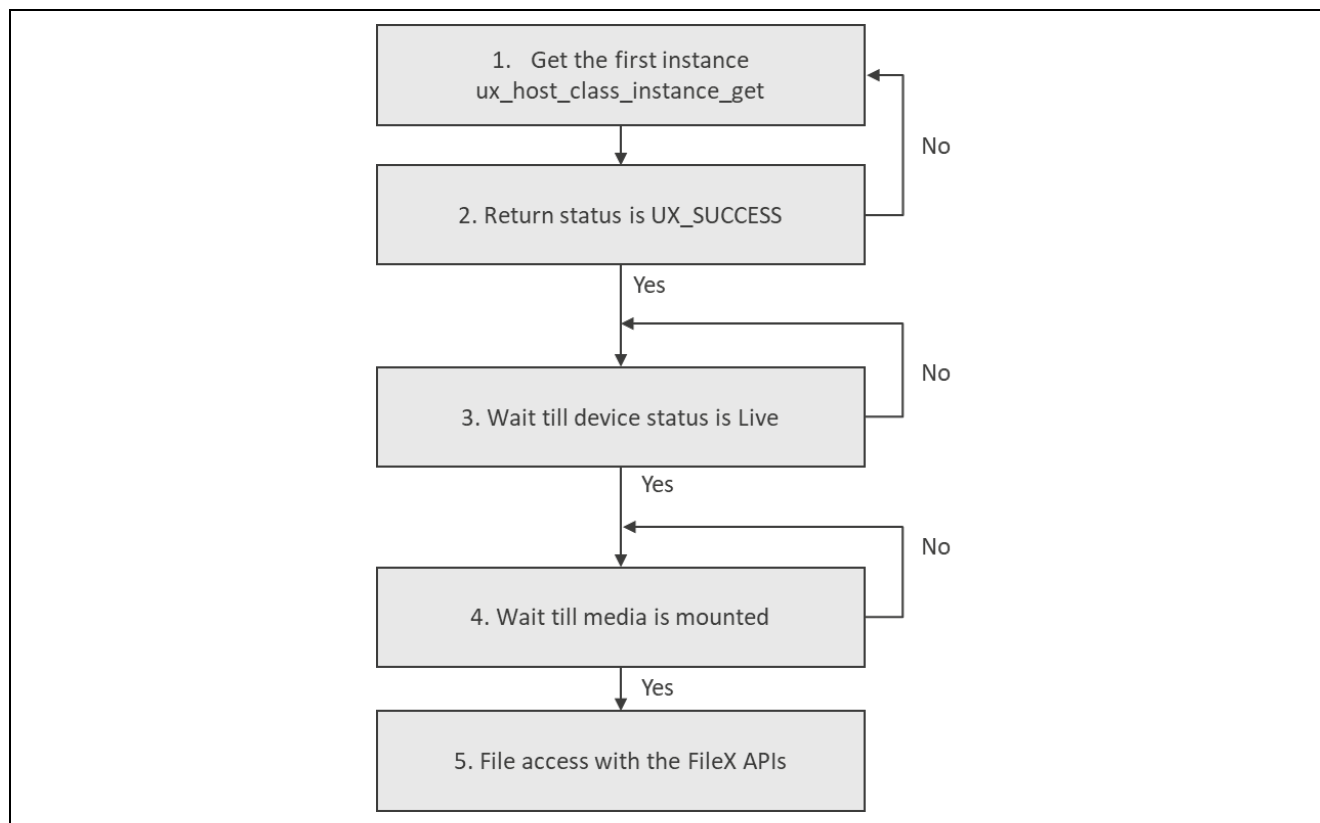 1. Get the first instance
ux_host_class_instance_get
No
2. Return status is UX_SUCCESS
Yes
No
3. Wait till device status is Live
Yes
No
4. Wait till media is mounted
Yes
5. File access with the FileX APIs